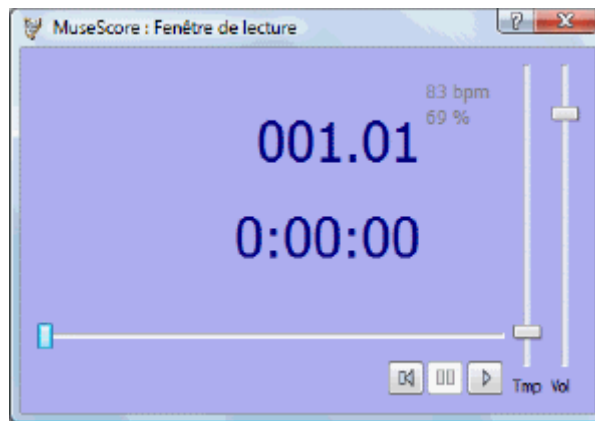 MuseScore : Fenêtre de lecture
83 bpm
69 %
001.01
0:00:00
Tmp Vol